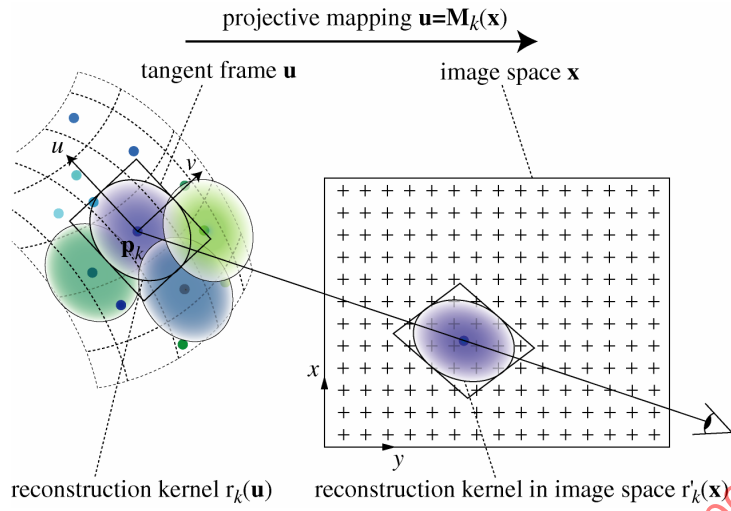 projective mapping u=Mk(x)
tangent frame u
image space x
u
v
pk
x
y
reconstruction kernel rk(u)
reconstruction kernel in image space r'k(x)